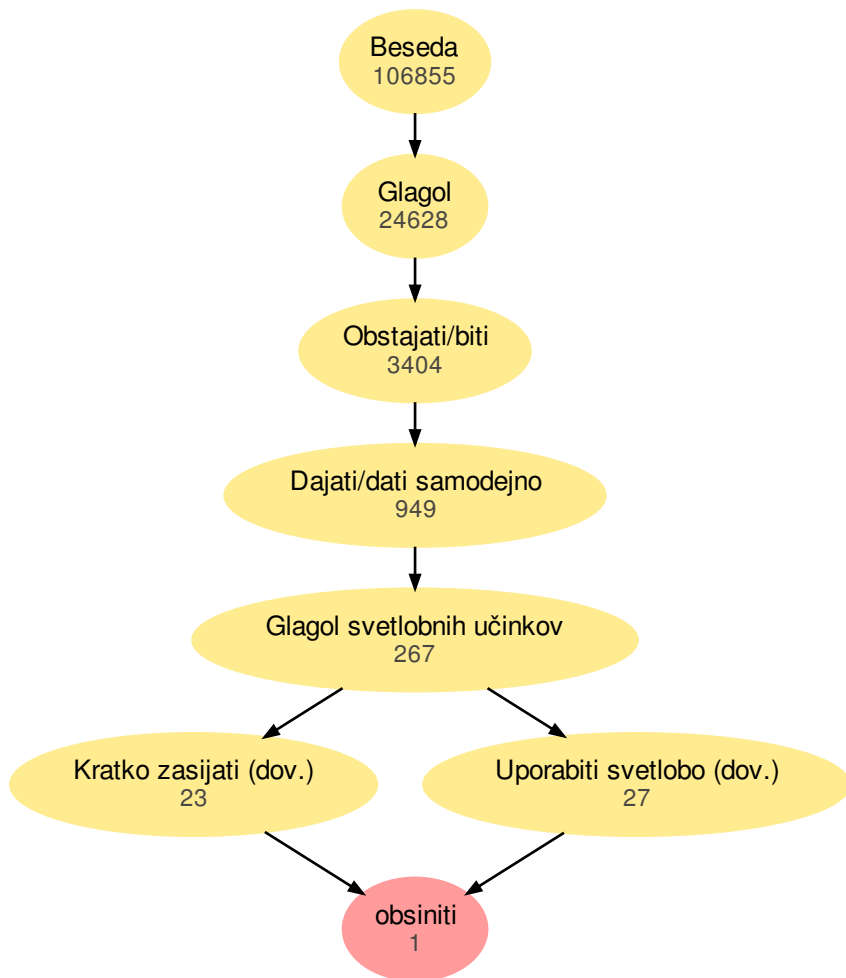 Beseda
106855
Glagol
24628
Obstajati/biti
3404
Dajati/dati samodejno
949
Glagol svetlobnih učinkov
267
Kratko zasijati (dov.)
23
Uporabiti svetlobo (dov.)
27
obsiniti
1